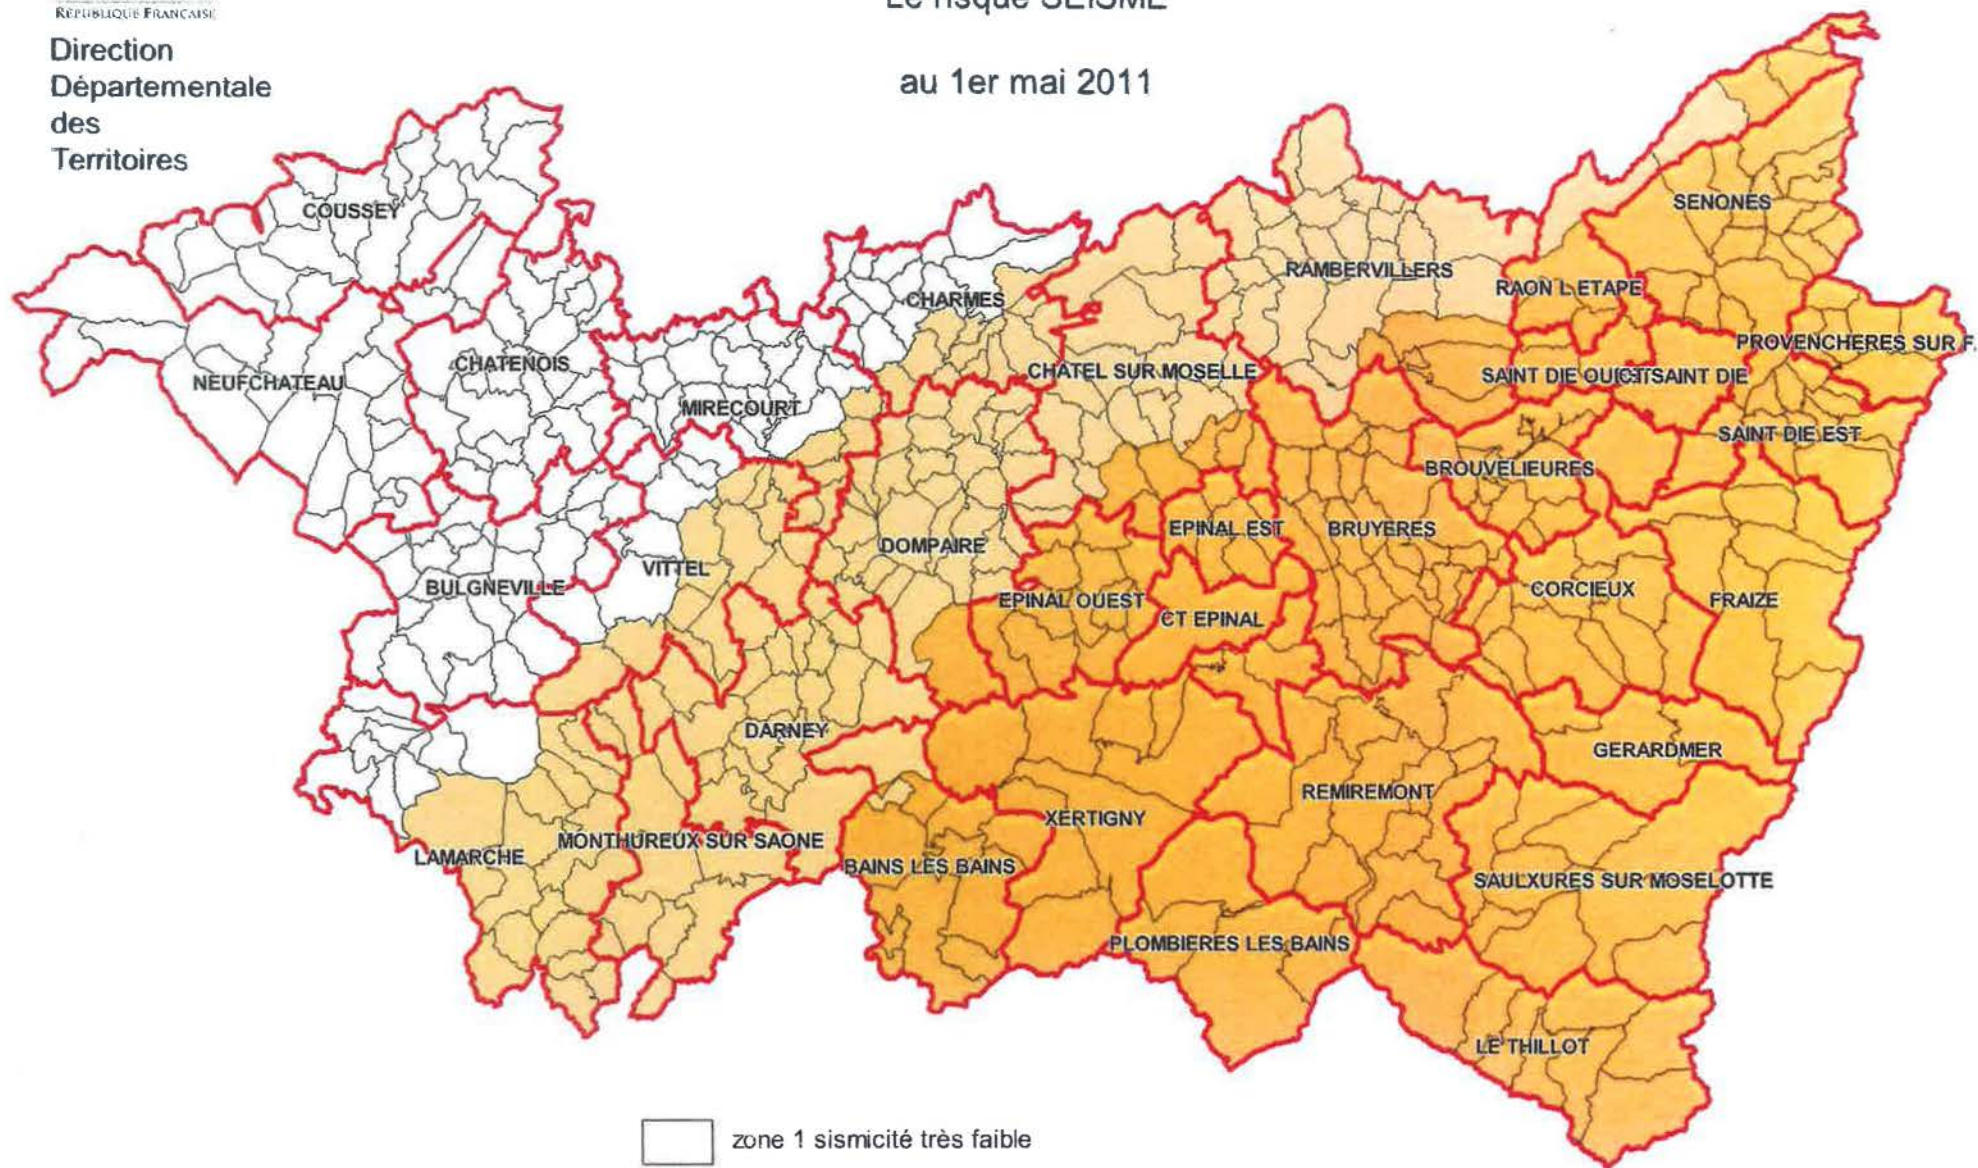 RÉPUBLIQUE FRANÇAISE
Direction
Départementale
des
Territoires
Le risque SEISME
au 1er mai 2011
COUSSEY
SENONES
RAMBERVILLERS
RAON L ETAPE
CHARMES
PROVENCHERES SUR F.
CHATENOIS
NEUFCHATEAU
CHATEL SUR MOSELLE
SAINT DIE OUEST
SAINT DIE
MIRECOURT
SAINT DIE EST
BROUVELIEURES
EPINAL EST
BRUYERES
DOMPAIRE
VITTEL
BULGNEVILLE
CORCIEUX
FRAIZE
EPINAL OUEST
CT EPINAL
DARNEY
GERARDMER
REMIREMONT
XERTIGNY
MONTHUREUX SUR SAONE
LAMARCHE
BAINS LES BAINS
SAULXURES SUR MOSELOTTE
PLOMBIERES LES BAINS
LE THILLOT
zone 1 sismicité très faible